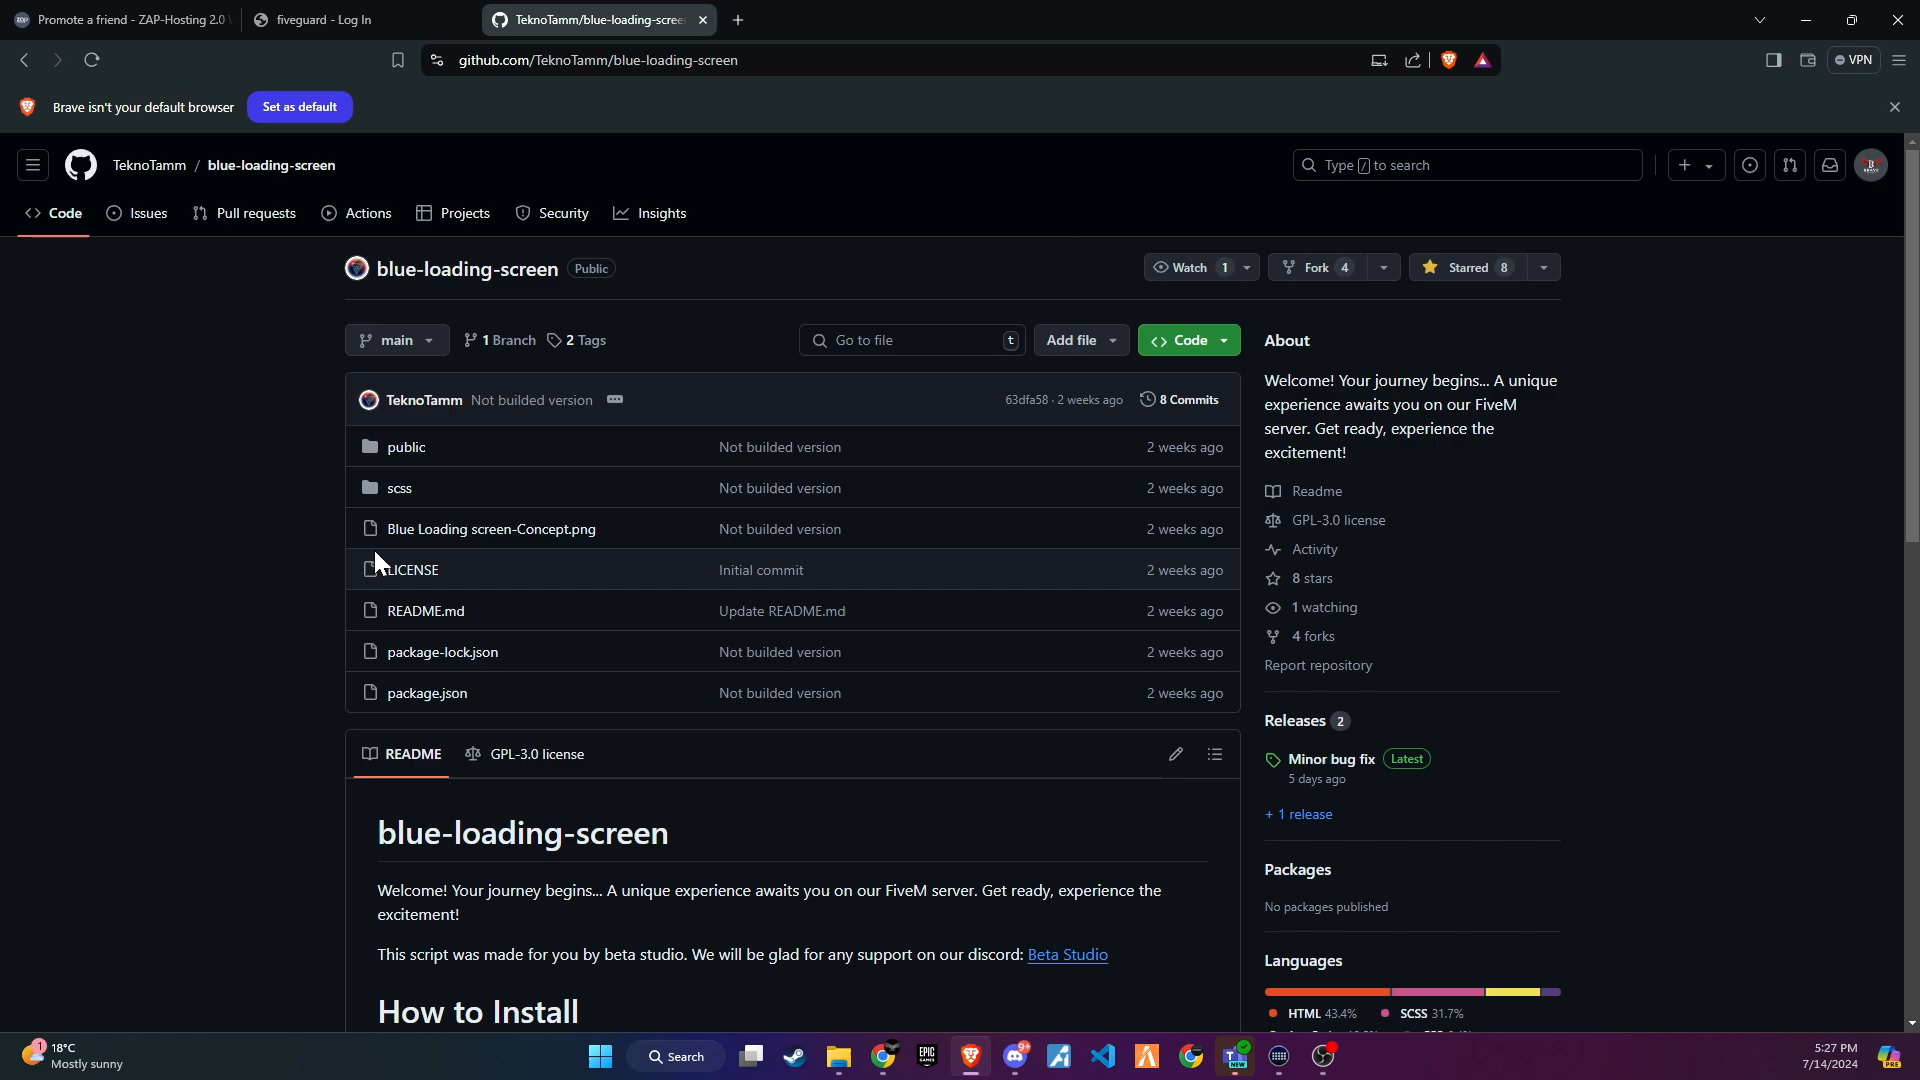 Promote a friend - ZAP-Hosting 2.0
fiveguard - Log In
TeknoTamm/blue-loading-scree
github.com/TeknoTamm/blue-loading-screen
VPN
Brave isn't your default browser
Set as default
TeknoTamm / blue-loading-screen
Type / to search
Code
Issues
Pull requests
Actions
Projects
Security
Insights
blue-loading-screen Public
Watch 1
Fork 4
Starred 8
main
1 Branch
2 Tags
Go to file t
Add file
Code
TeknoTamm Not builded version
63dfa58 · 2 weeks ago
8 Commits
public Not builded version 2 weeks ago
scss Not builded version 2 weeks ago
Blue Loading screen-Concept.png Not builded version 2 weeks ago
LICENSE Initial commit 2 weeks ago
README.md Update README.md 2 weeks ago
package-lock.json Not builded version 2 weeks ago
package.json Not builded version 2 weeks ago
README
GPL-3.0 license
blue-loading-screen
Welcome! Your journey begins... A unique experience awaits you on our FiveM server. Get ready, experience the
excitement!
This script was made for you by beta studio. We will be glad for any support on our discord: Beta Studio
How to Install
About
Welcome! Your journey begins... A unique
experience awaits you on our FiveM
server. Get ready, experience the
excitement!
Readme
GPL-3.0 license
Activity
8 stars
1 watching
4 forks
Report repository
Releases 2
Minor bug fix Latest
5 days ago
+ 1 release
Packages
No packages published
Languages
HTML 43.4%
SCSS 31.7%
1
18°C
Mostly sunny
Search
EPIC
GAMES
9+
NEW
5:27 PM
7/14/2024
PRE